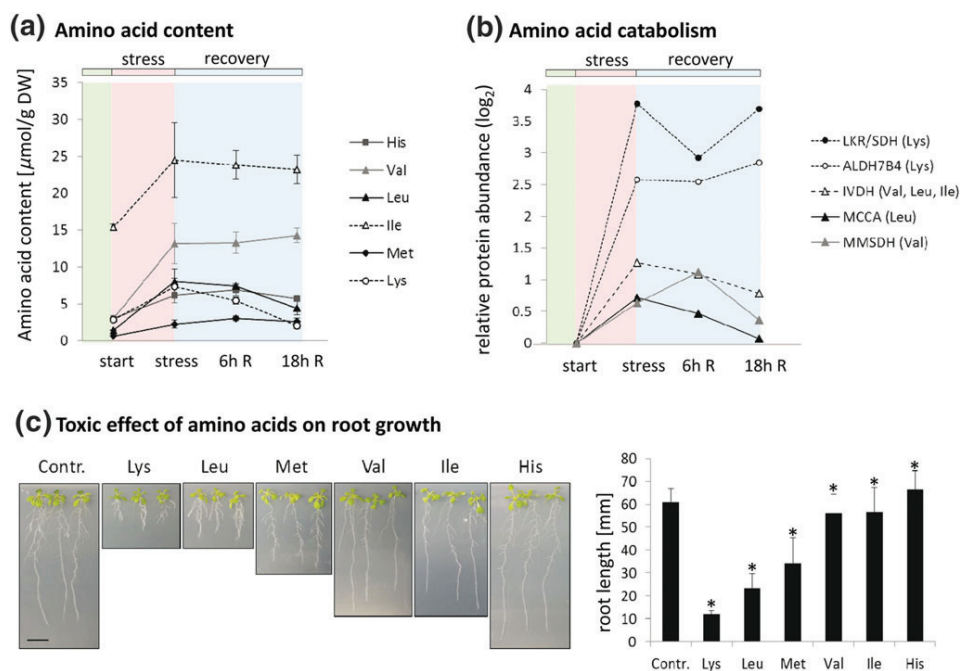 (a) Amino acid content
stress recovery
Amino acid content [μmol/g DW]
35
30
25
20
15
10
5
0
start stress 6h R 18h R
His
Val
Leu
Ile
Met
Lys
(b) Amino acid catabolism
stress recovery
relative protein abundance (log2)
4
3.5
3
2.5
2
1.5
1
0.5
0
start stress 6h R 18h R
LKR/SDH (Lys)
ALDH7B4 (Lys)
IVDH (Val, Leu, Ile)
MCCA (Leu)
MMSDH (Val)
(c) Toxic effect of amino acids on root growth
Contr. Lys Leu Met Val Ile His
root length [mm]
80
70
60
50
40
30
20
10
0
* * * * * *
Contr. Lys Leu Met Val Ile His